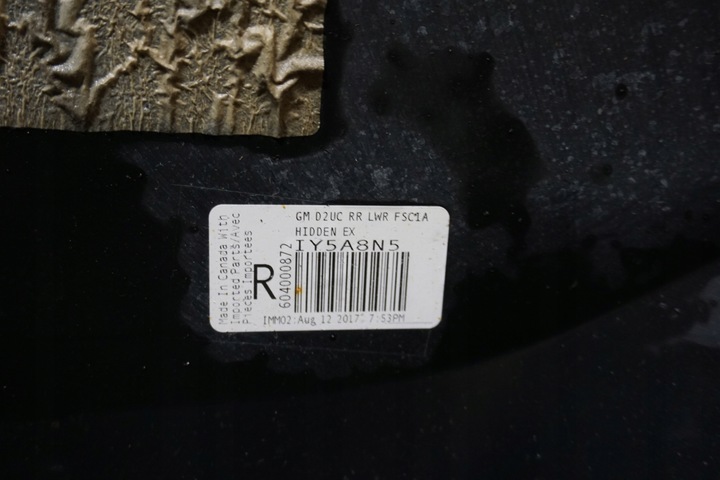 GM D2UC RR LWR FSC1A
HIDDEN EX
IY5A8N5
R
604000872
Made In Canada With
Imported Parts/Avec
Pieces Importees
IMM02:Aug 12 2017: 7:53PM